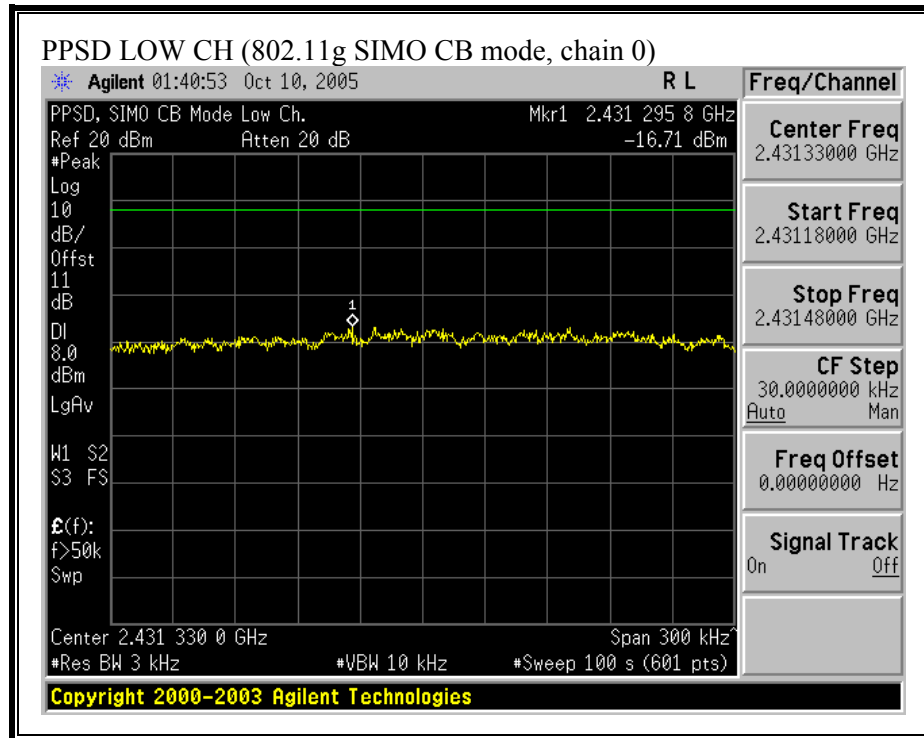 PPSD LOW CH (802.11g SIMO CB mode, chain 0)
Agilent 01:40:53 Oct 10, 2005 R L
Freq/Channel
PPSD, SIMO CB Mode Low Ch. Mkr1 2.431 295 8 GHz
Ref 20 dBm Atten 20 dB -16.71 dBm
#Peak
Log
10
dB/
Offst
11
dB
DI
8.0
dBm
LgAv
W1 S2
S3 FS
£(f):
f>50k
Swp
1
Center 2.431 330 0 GHz Span 300 kHz^
#Res BW 3 kHz #VBW 10 kHz #Sweep 100 s (601 pts)
Center Freq
2.43133000 GHz
Start Freq
2.43118000 GHz
Stop Freq
2.43148000 GHz
CF Step
30.0000000 kHz
Auto Man
Freq Offset
0.00000000 Hz
Signal Track
On Off
Copyright 2000-2003 Agilent Technologies